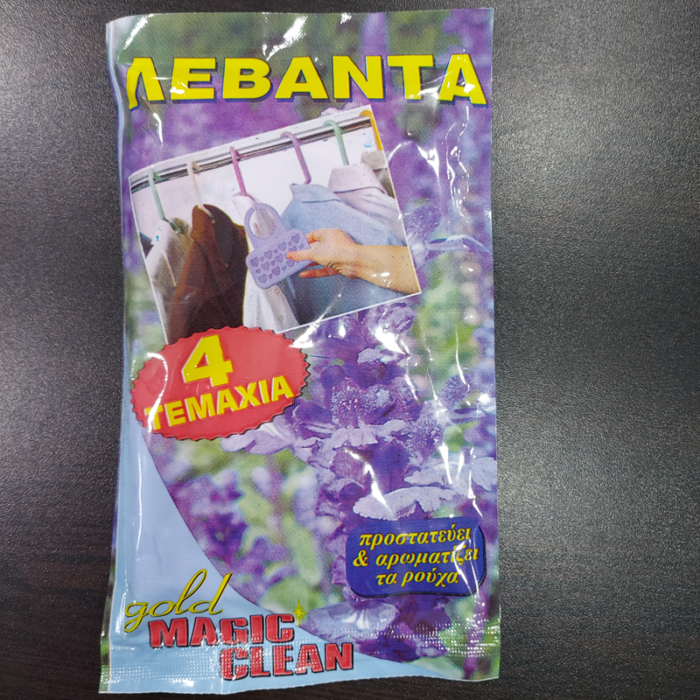 ΛΕΒΑΝΤΑ
4
ΤΕΜΑΧΙΑ
προστατεύει
& αρωματίζει
τα ρούχα
gold
MAGIC
CLEAN